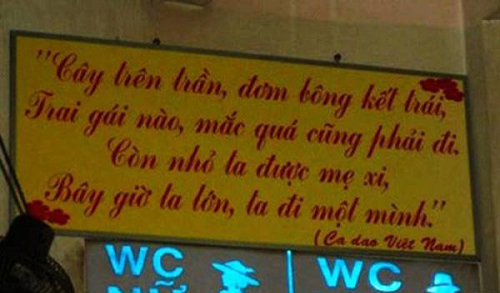 "Cây trên trần, đơm bông kết trái,
Trai gái nào, mắc quá cũng phải đi.
Còn nhỏ ta được mẹ xi,
Bây giờ ta lớn, ta đi một mình."
(Ca dao Việt Nam)
WC WC
NỮ